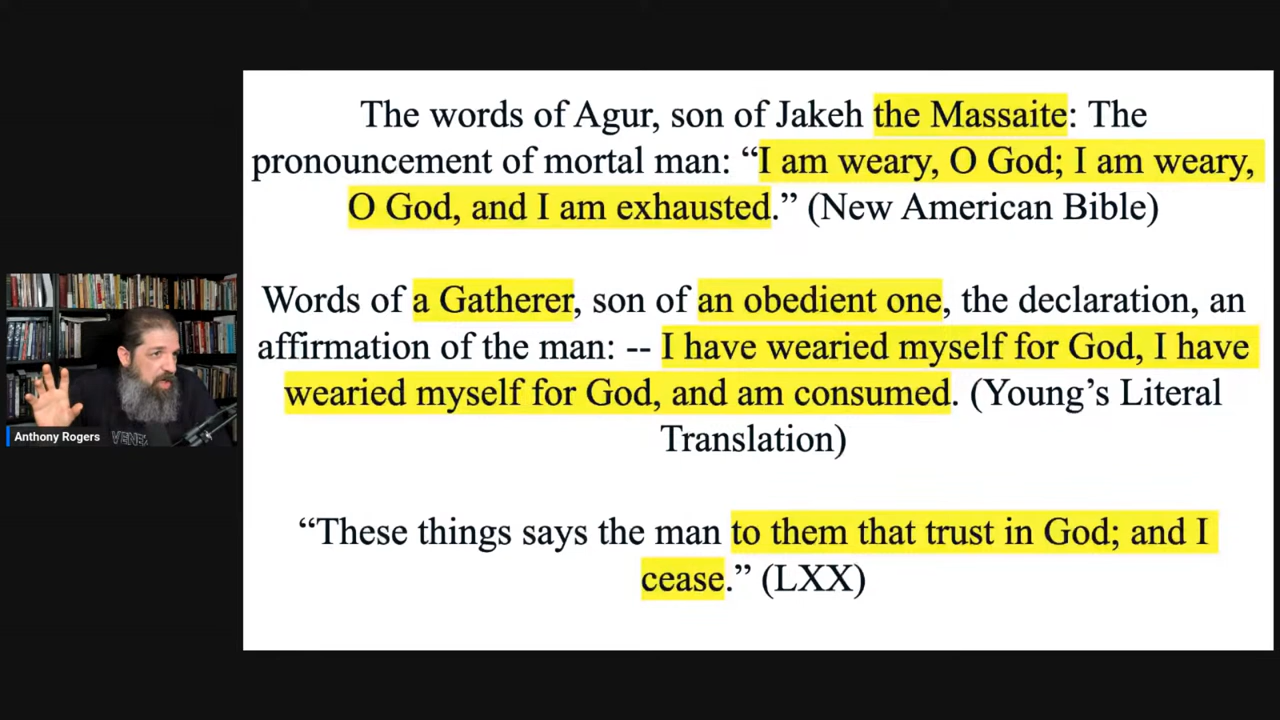 The words of Agur, son of Jakeh the Massaite: The
pronouncement of mortal man: “I am weary, O God; I am weary,
O God, and I am exhausted.” (New American Bible)
Words of a Gatherer, son of an obedient one, the declaration, an
affirmation of the man: -- I have wearied myself for God, I have
wearied myself for God, and am consumed. (Young’s Literal
Translation)
“These things says the man to them that trust in God; and I
cease.” (LXX)
Anthony Rogers